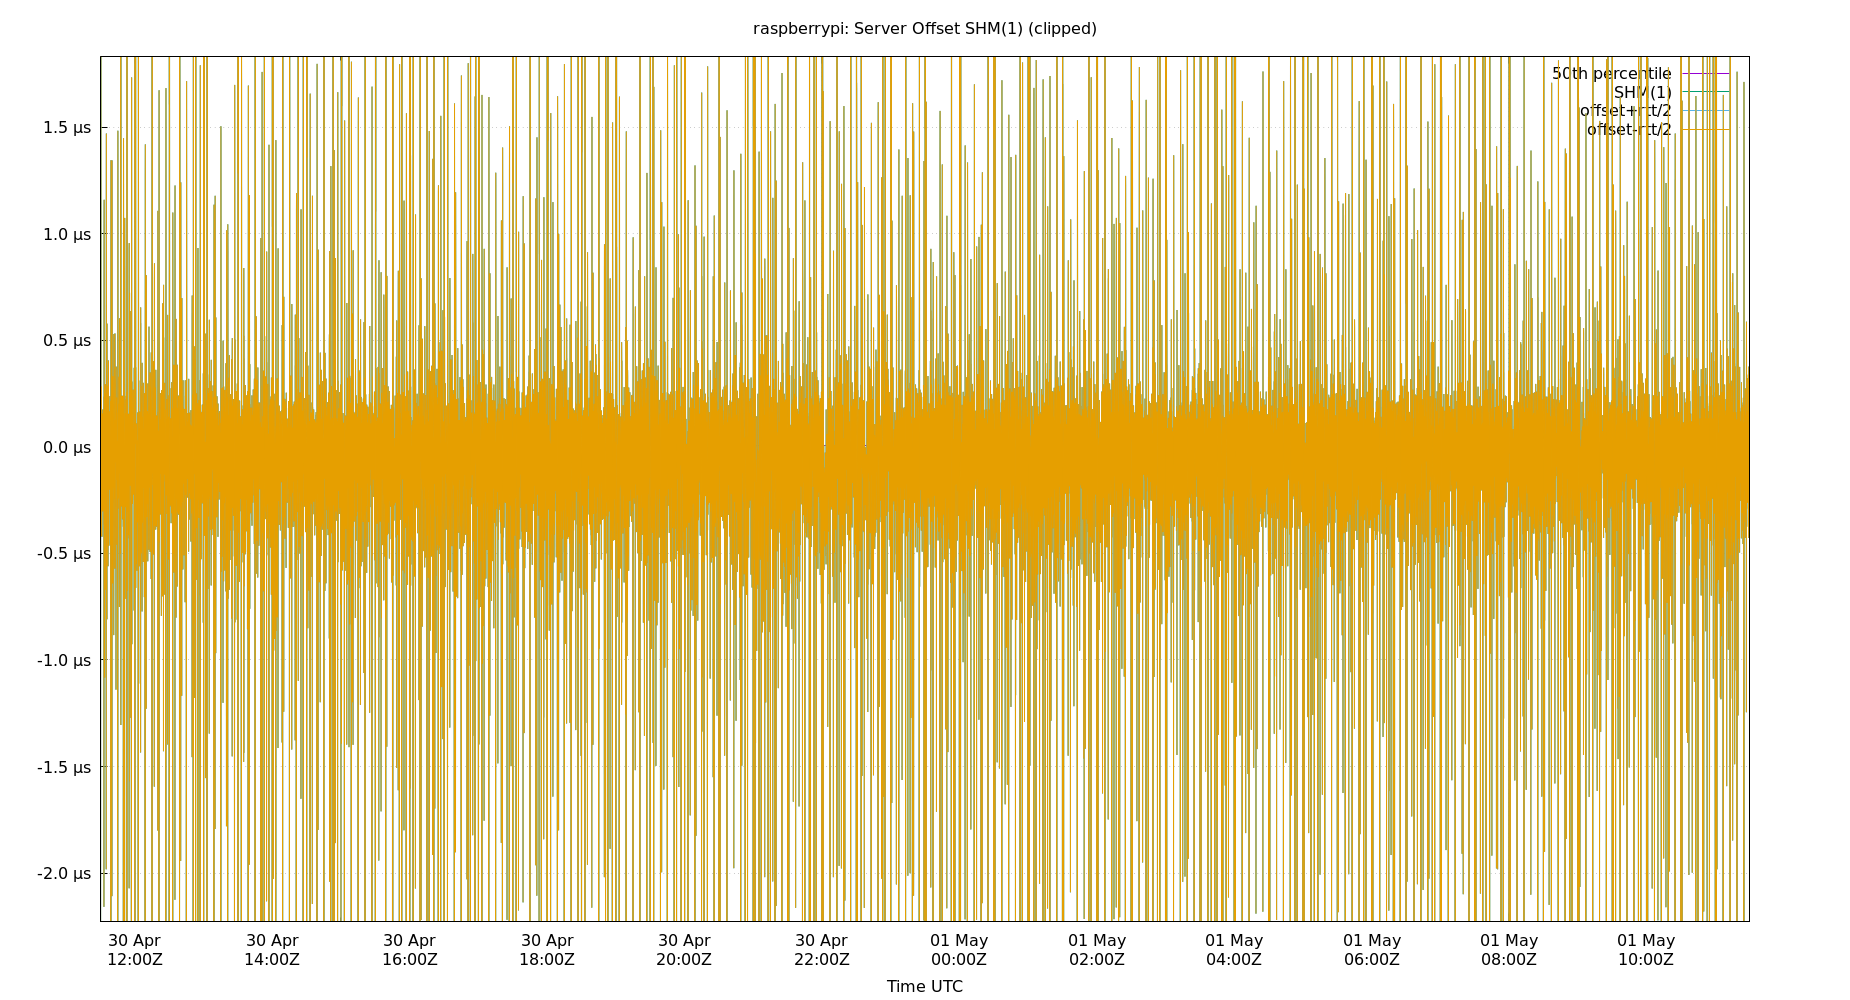 raspberrypi: Server Offset SHM(1) (clipped)
50th percentile
SHM(1)
offset+rtt/2
offset-rtt/2
1.5 µs
1.0 µs
0.5 µs
0.0 µs
-0.5 µs
-1.0 µs
-1.5 µs
-2.0 µs
30 Apr 30 Apr 30 Apr 30 Apr 30 Apr 30 Apr 01 May 01 May 01 May 01 May 01 May 01 May
12:00Z 14:00Z 16:00Z 18:00Z 20:00Z 22:00Z 00:00Z 02:00Z 04:00Z 06:00Z 08:00Z 10:00Z
Time UTC